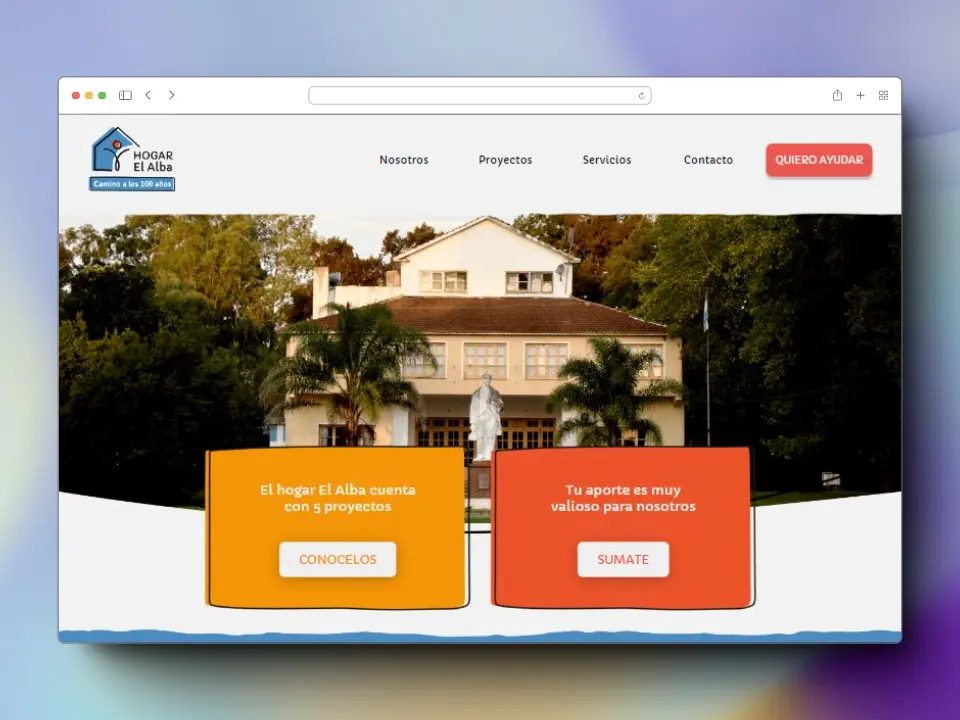 HOGAR
El Alba
Camino a los 100 años
Nosotros
Proyectos
Servicios
Contacto
QUIERO AYUDAR
El hogar El Alba cuenta
con 5 proyectos
CONOCELOS
Tu aporte es muy
valioso para nosotros
SUMATE